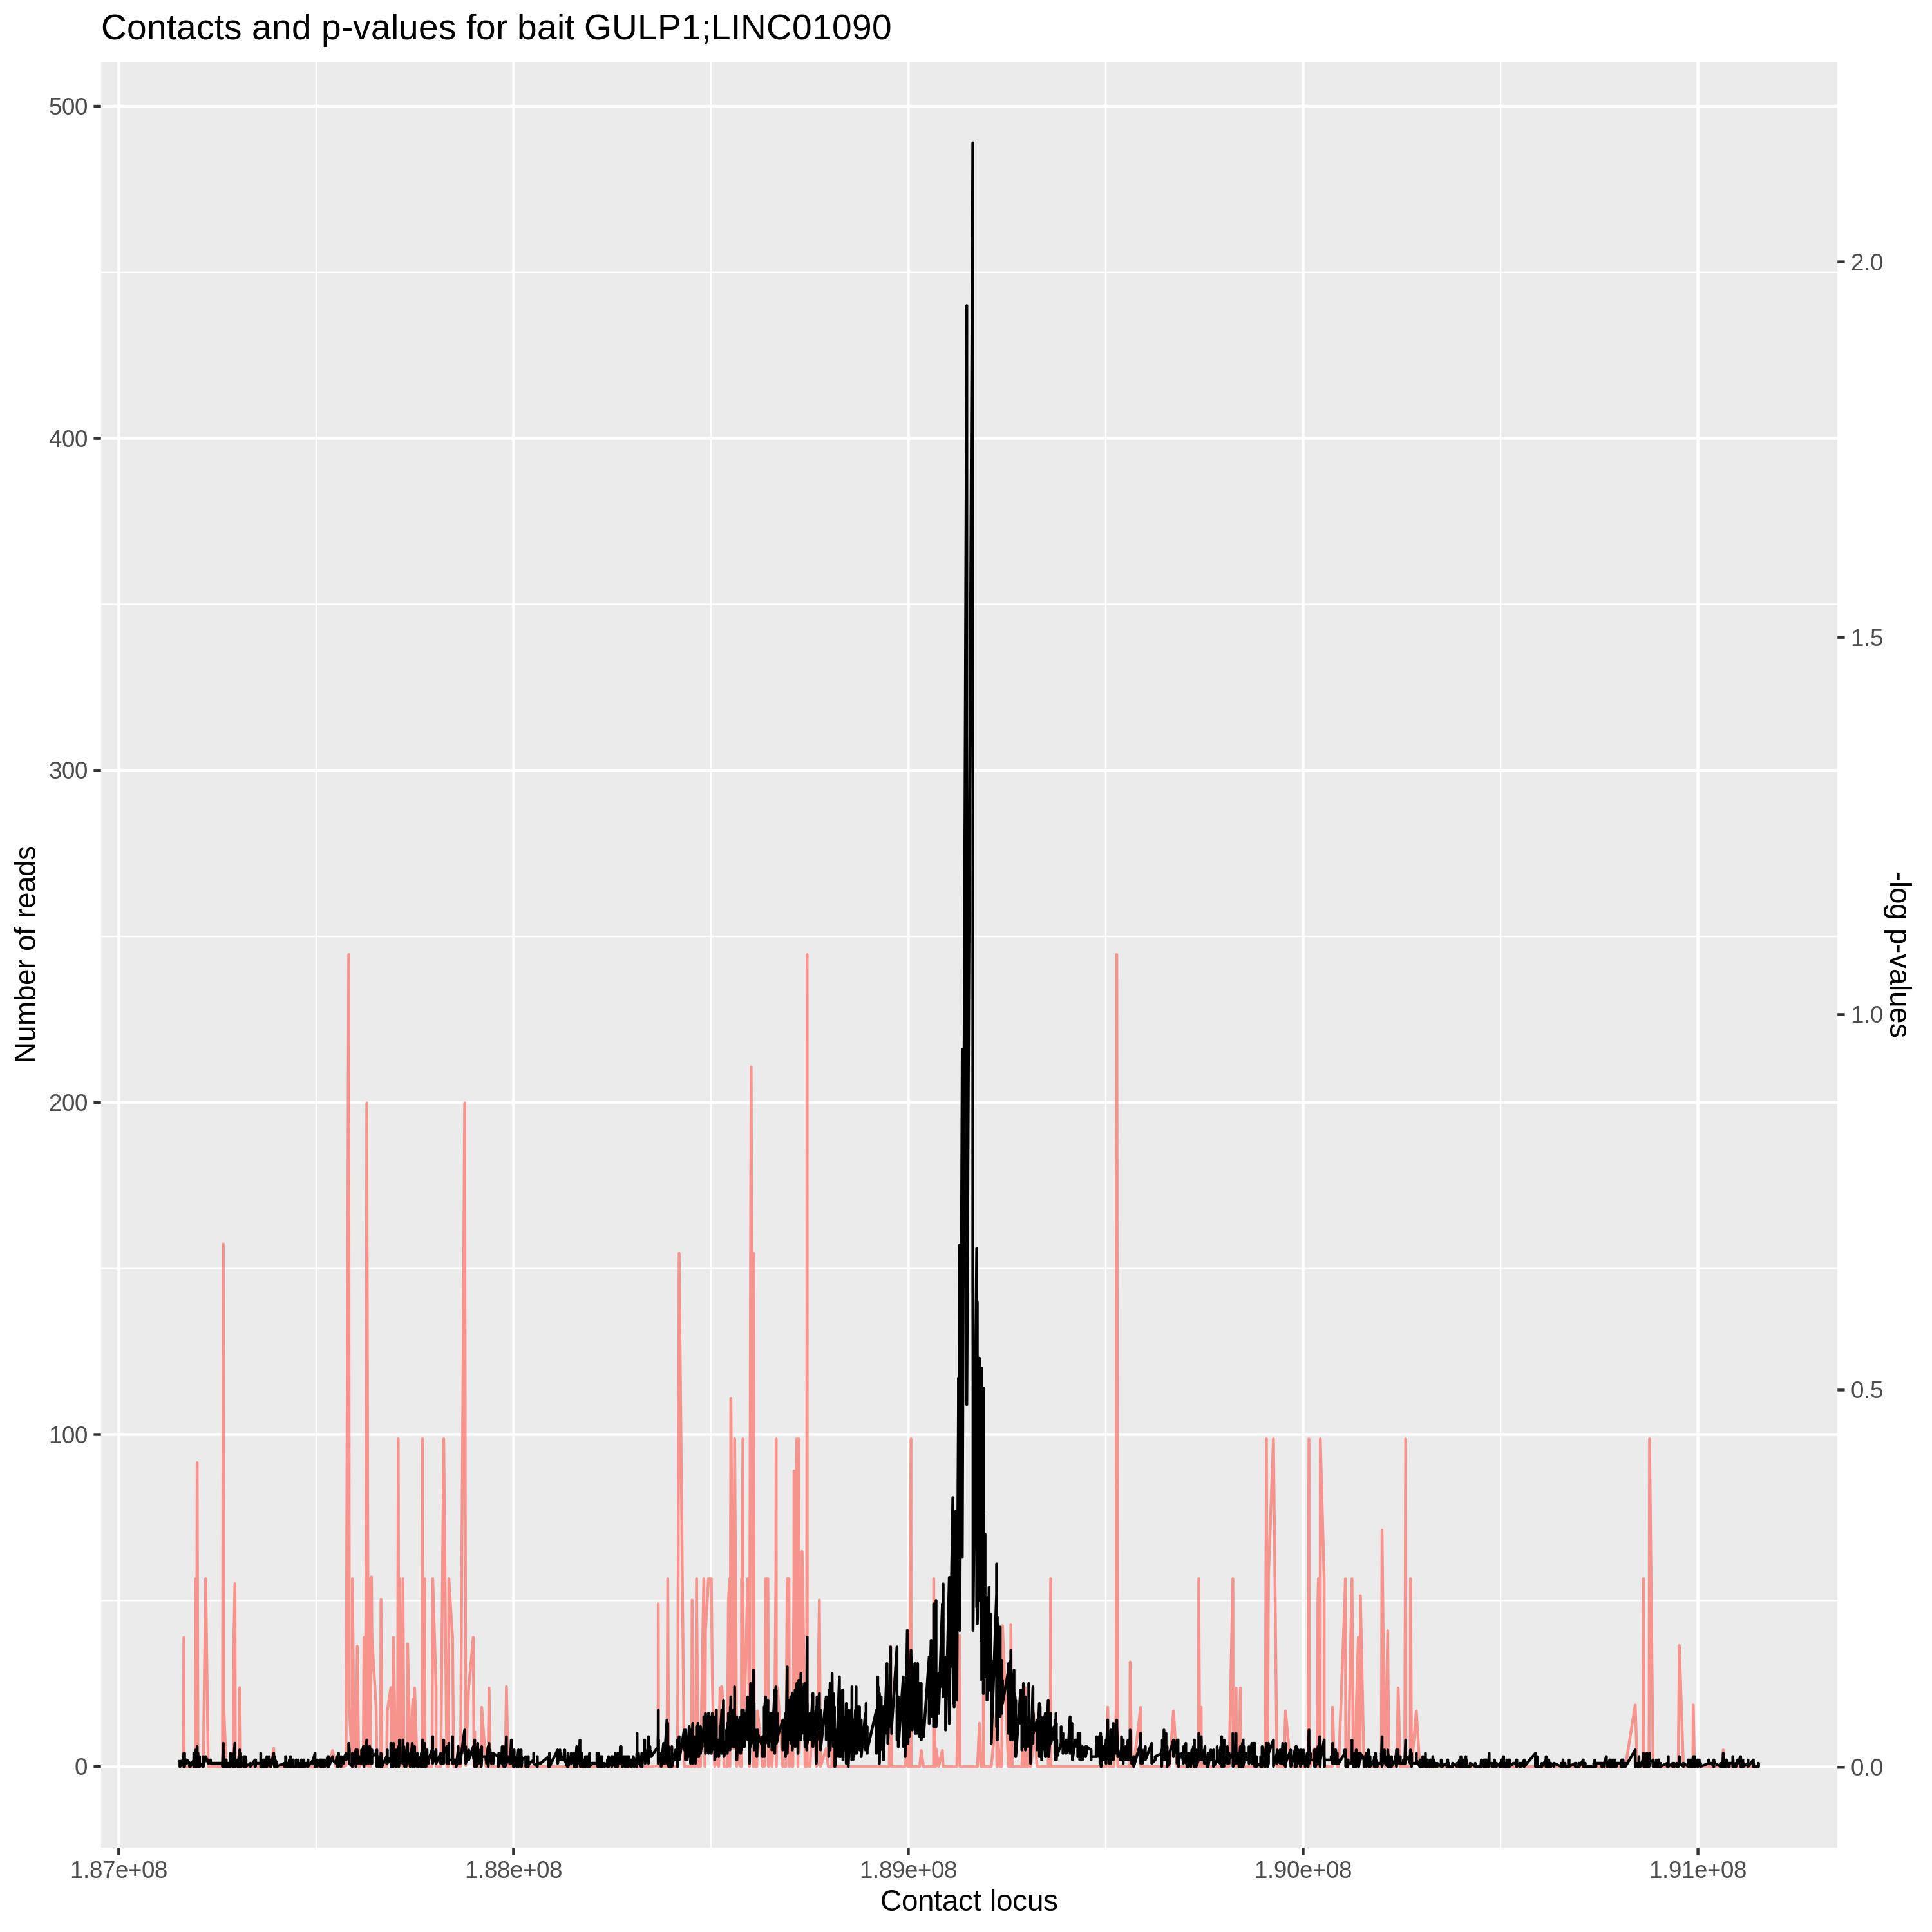 Contacts and p-values for bait GULP1;LINC01090
500
400
300
200
100
0
Number of reads
2.0
1.5
1.0
0.5
0.0
-log p-values
1.87e+08 1.88e+08 1.89e+08 1.90e+08 1.91e+08
Contact locus